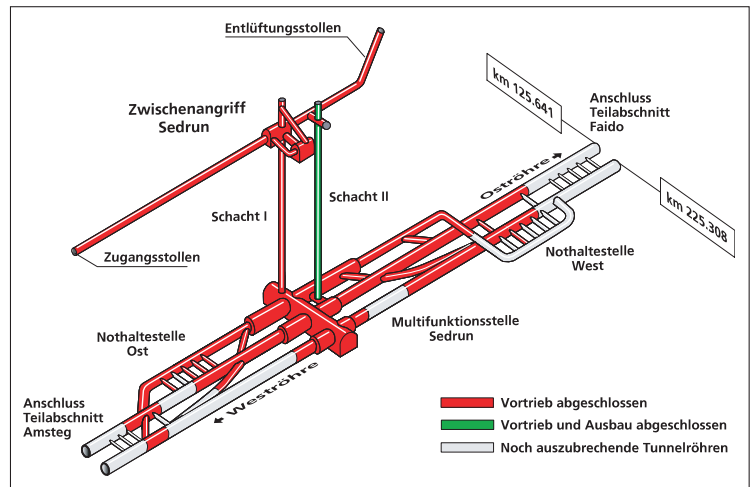 Entlüftungsstollen
Zwischenangriff
Sedrun
km 125.641
Anschluss
Teilabschnitt
Faido
Oströhre
Schacht I
Schacht II
km 225.308
Zugangsstollen
Nothaltestelle
West
Nothaltestelle
Ost
Multifunktionsstelle
Sedrun
Anschluss
Teilabschnitt
Amsteg
Weströhre
Vortrieb abgeschlossen
Vortrieb und Ausbau abgeschlossen
Noch auszubrechende Tunnelröhren